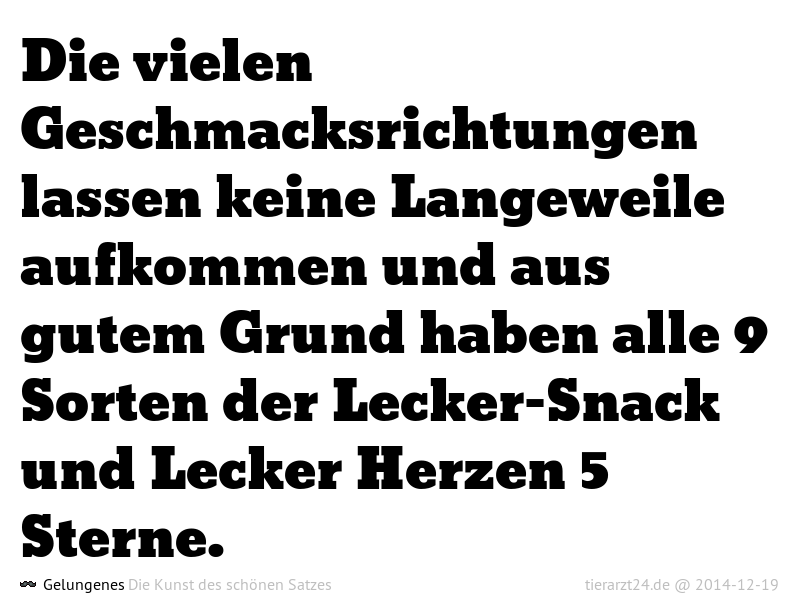 Die vielen
Geschmacksrichtungen
lassen keine Langeweile
aufkommen und aus
gutem Grund haben alle 9
Sorten der Lecker-Snack
und Lecker Herzen 5
Sterne.
Gelungenes Die Kunst des schönen Satzes
tierarzt24.de @ 2014-12-19